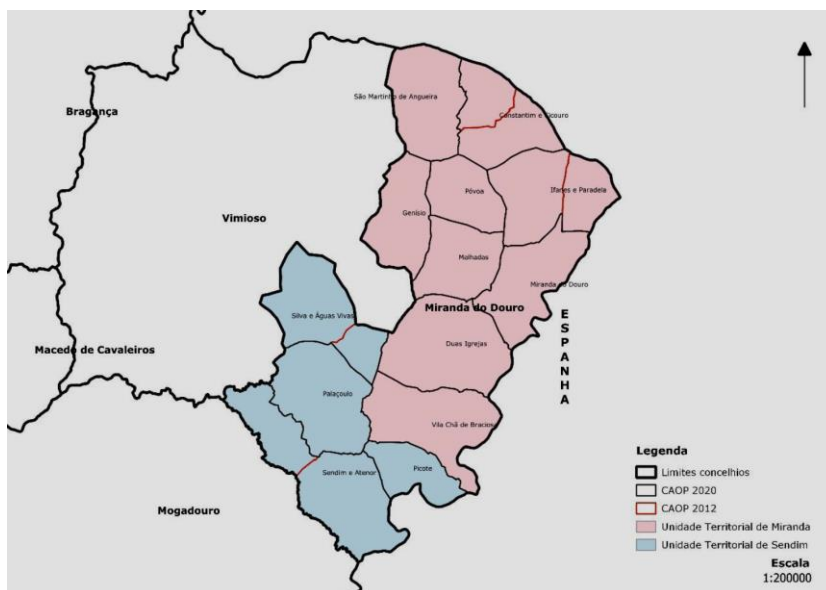 São Martinho de Angueira
Bragança
Constantim e Cicouro
Ifanes e Paradela
Póvoa
Genísio
Vimioso
Malhadas
Miranda do Douro
Miranda do Douro
Silva e Águas Vivas
ESPANHA
Duas Igrejas
Macedo de Cavaleiros
Palaçoulo
Vila Chã de Braciosa
Picote
Sendim e Atenor
Mogadouro
Legenda
Limites concelhios
CAOP 2020
CAOP 2012
Unidade Territorial de Miranda
Unidade Territorial de Sendim
Escala
1:200000